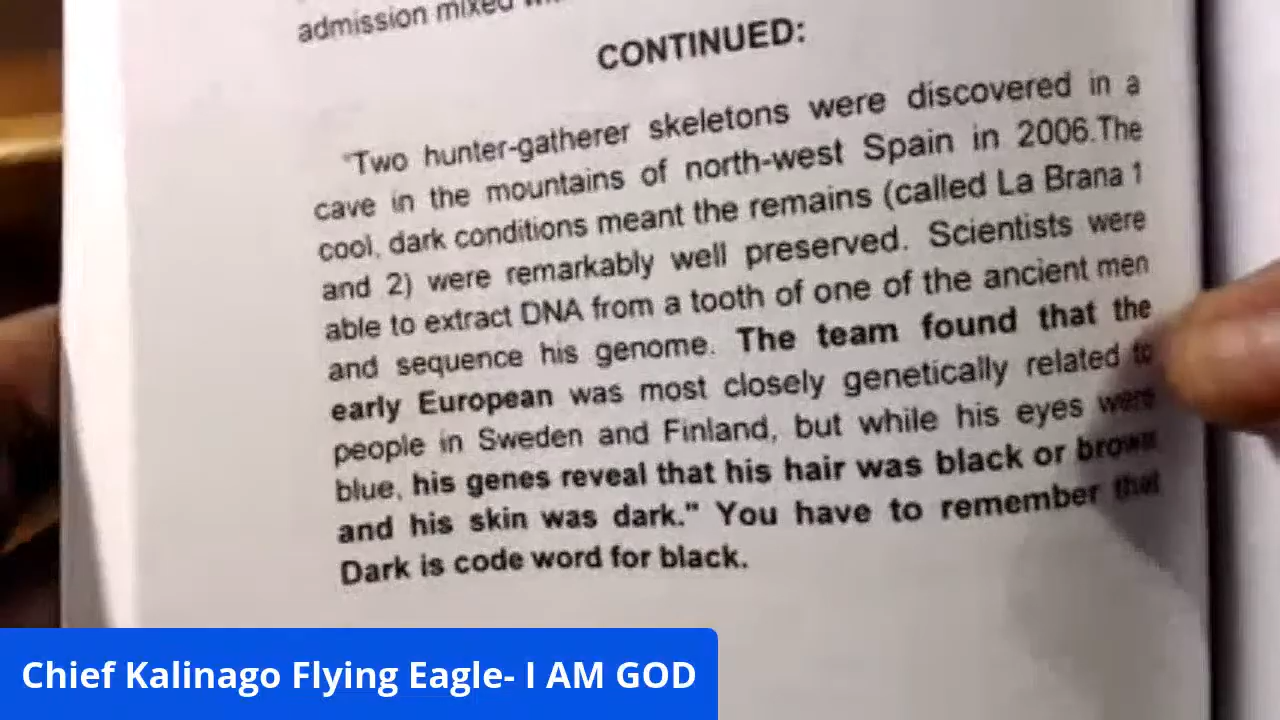 admission mixed
CONTINUED:
"Two hunter-gatherer skeletons were discovered in a
cave in the mountains of north-west Spain in 2006.The
cool, dark conditions meant the remains (called La Brana 1
and 2) were remarkably well preserved. Scientists were
able to extract DNA from a tooth of one of the ancient men
and sequence his genome. The team found that the
early European was most closely genetically related to
people in Sweden and Finland, but while his eyes were
blue, his genes reveal that his hair was black or brown
and his skin was dark." You have to remember that
Dark is code word for black.
Chief Kalinago Flying Eagle- I AM GOD